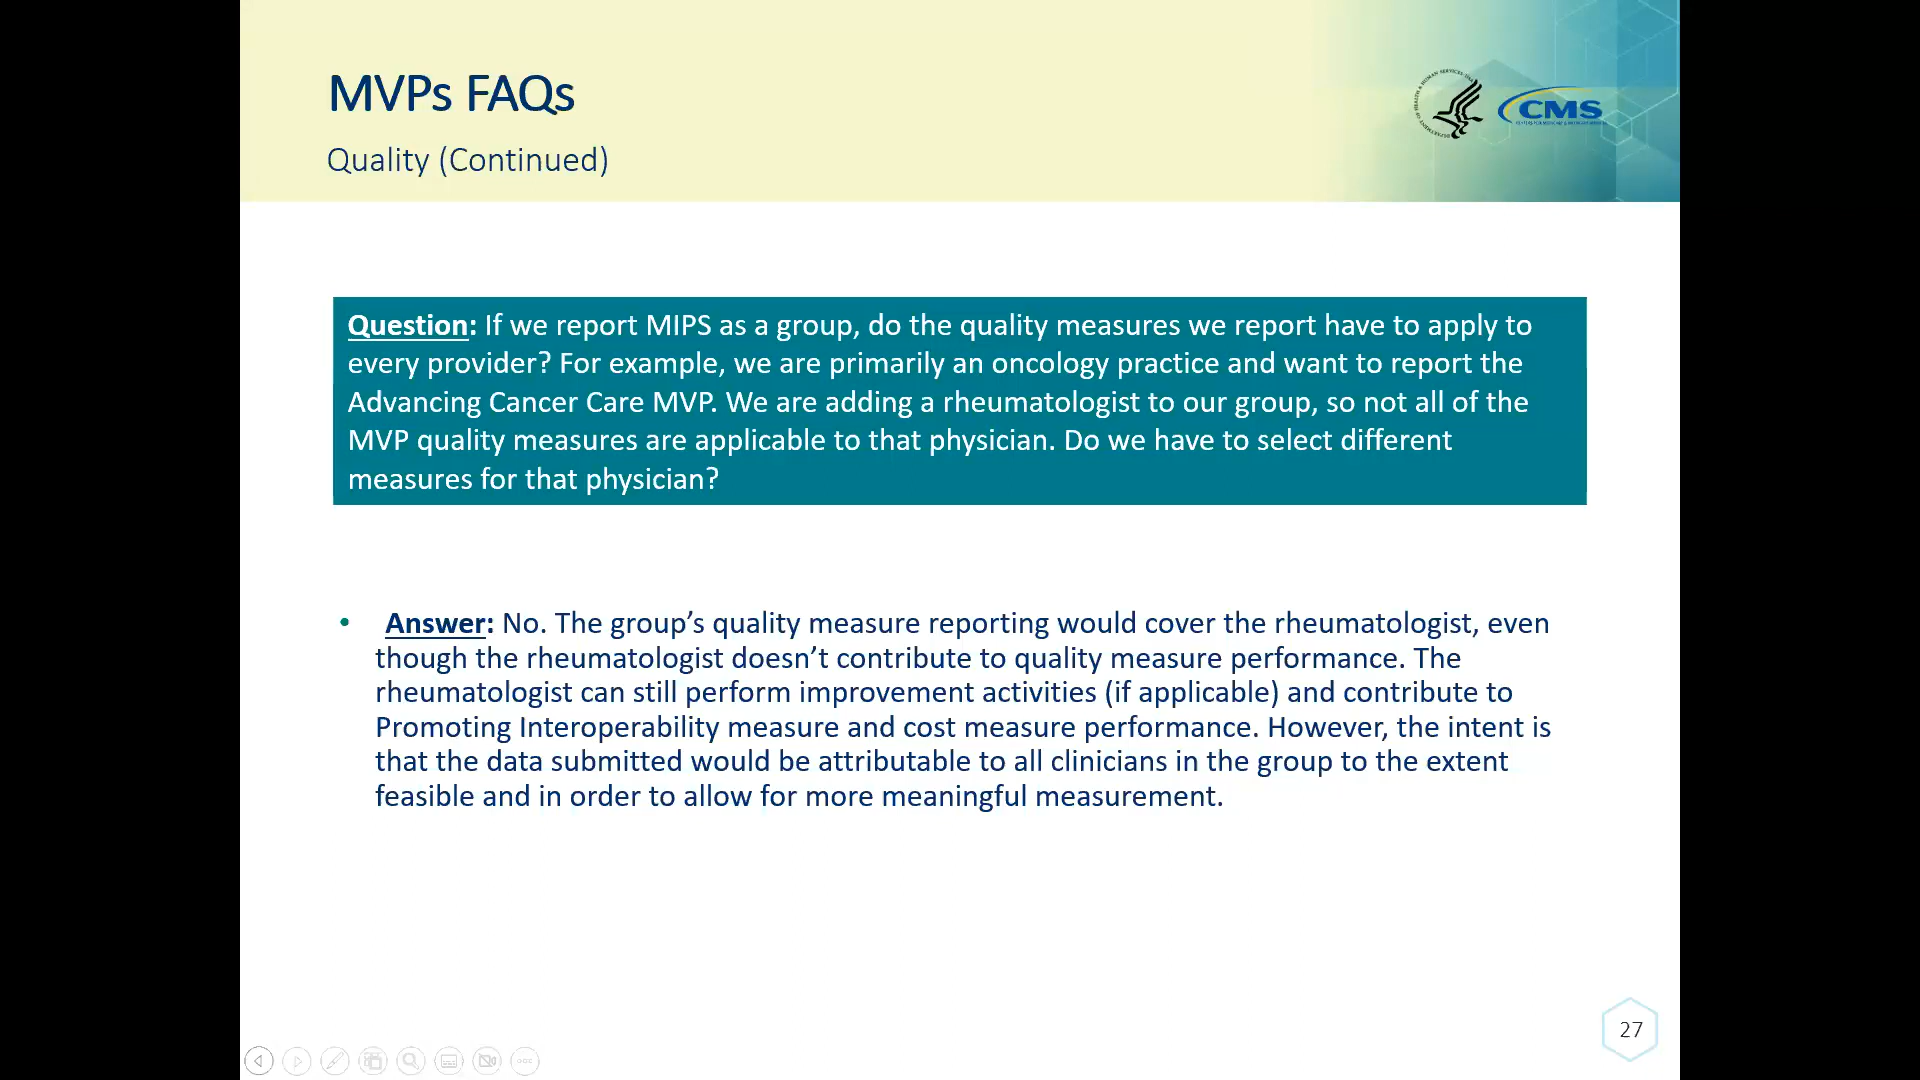 MVPs FAQs
Quality (Continued)
CMS
Question: If we report MIPS as a group, do the quality measures we report have to apply to
every provider? For example, we are primarily an oncology practice and want to report the
Advancing Cancer Care MVP. We are adding a rheumatologist to our group, so not all of the
MVP quality measures are applicable to that physician. Do we have to select different
measures for that physician?
• Answer: No. The group’s quality measure reporting would cover the rheumatologist, even
though the rheumatologist doesn’t contribute to quality measure performance. The
rheumatologist can still perform improvement activities (if applicable) and contribute to
Promoting Interoperability measure and cost measure performance. However, the intent is
that the data submitted would be attributable to all clinicians in the group to the extent
feasible and in order to allow for more meaningful measurement.
27